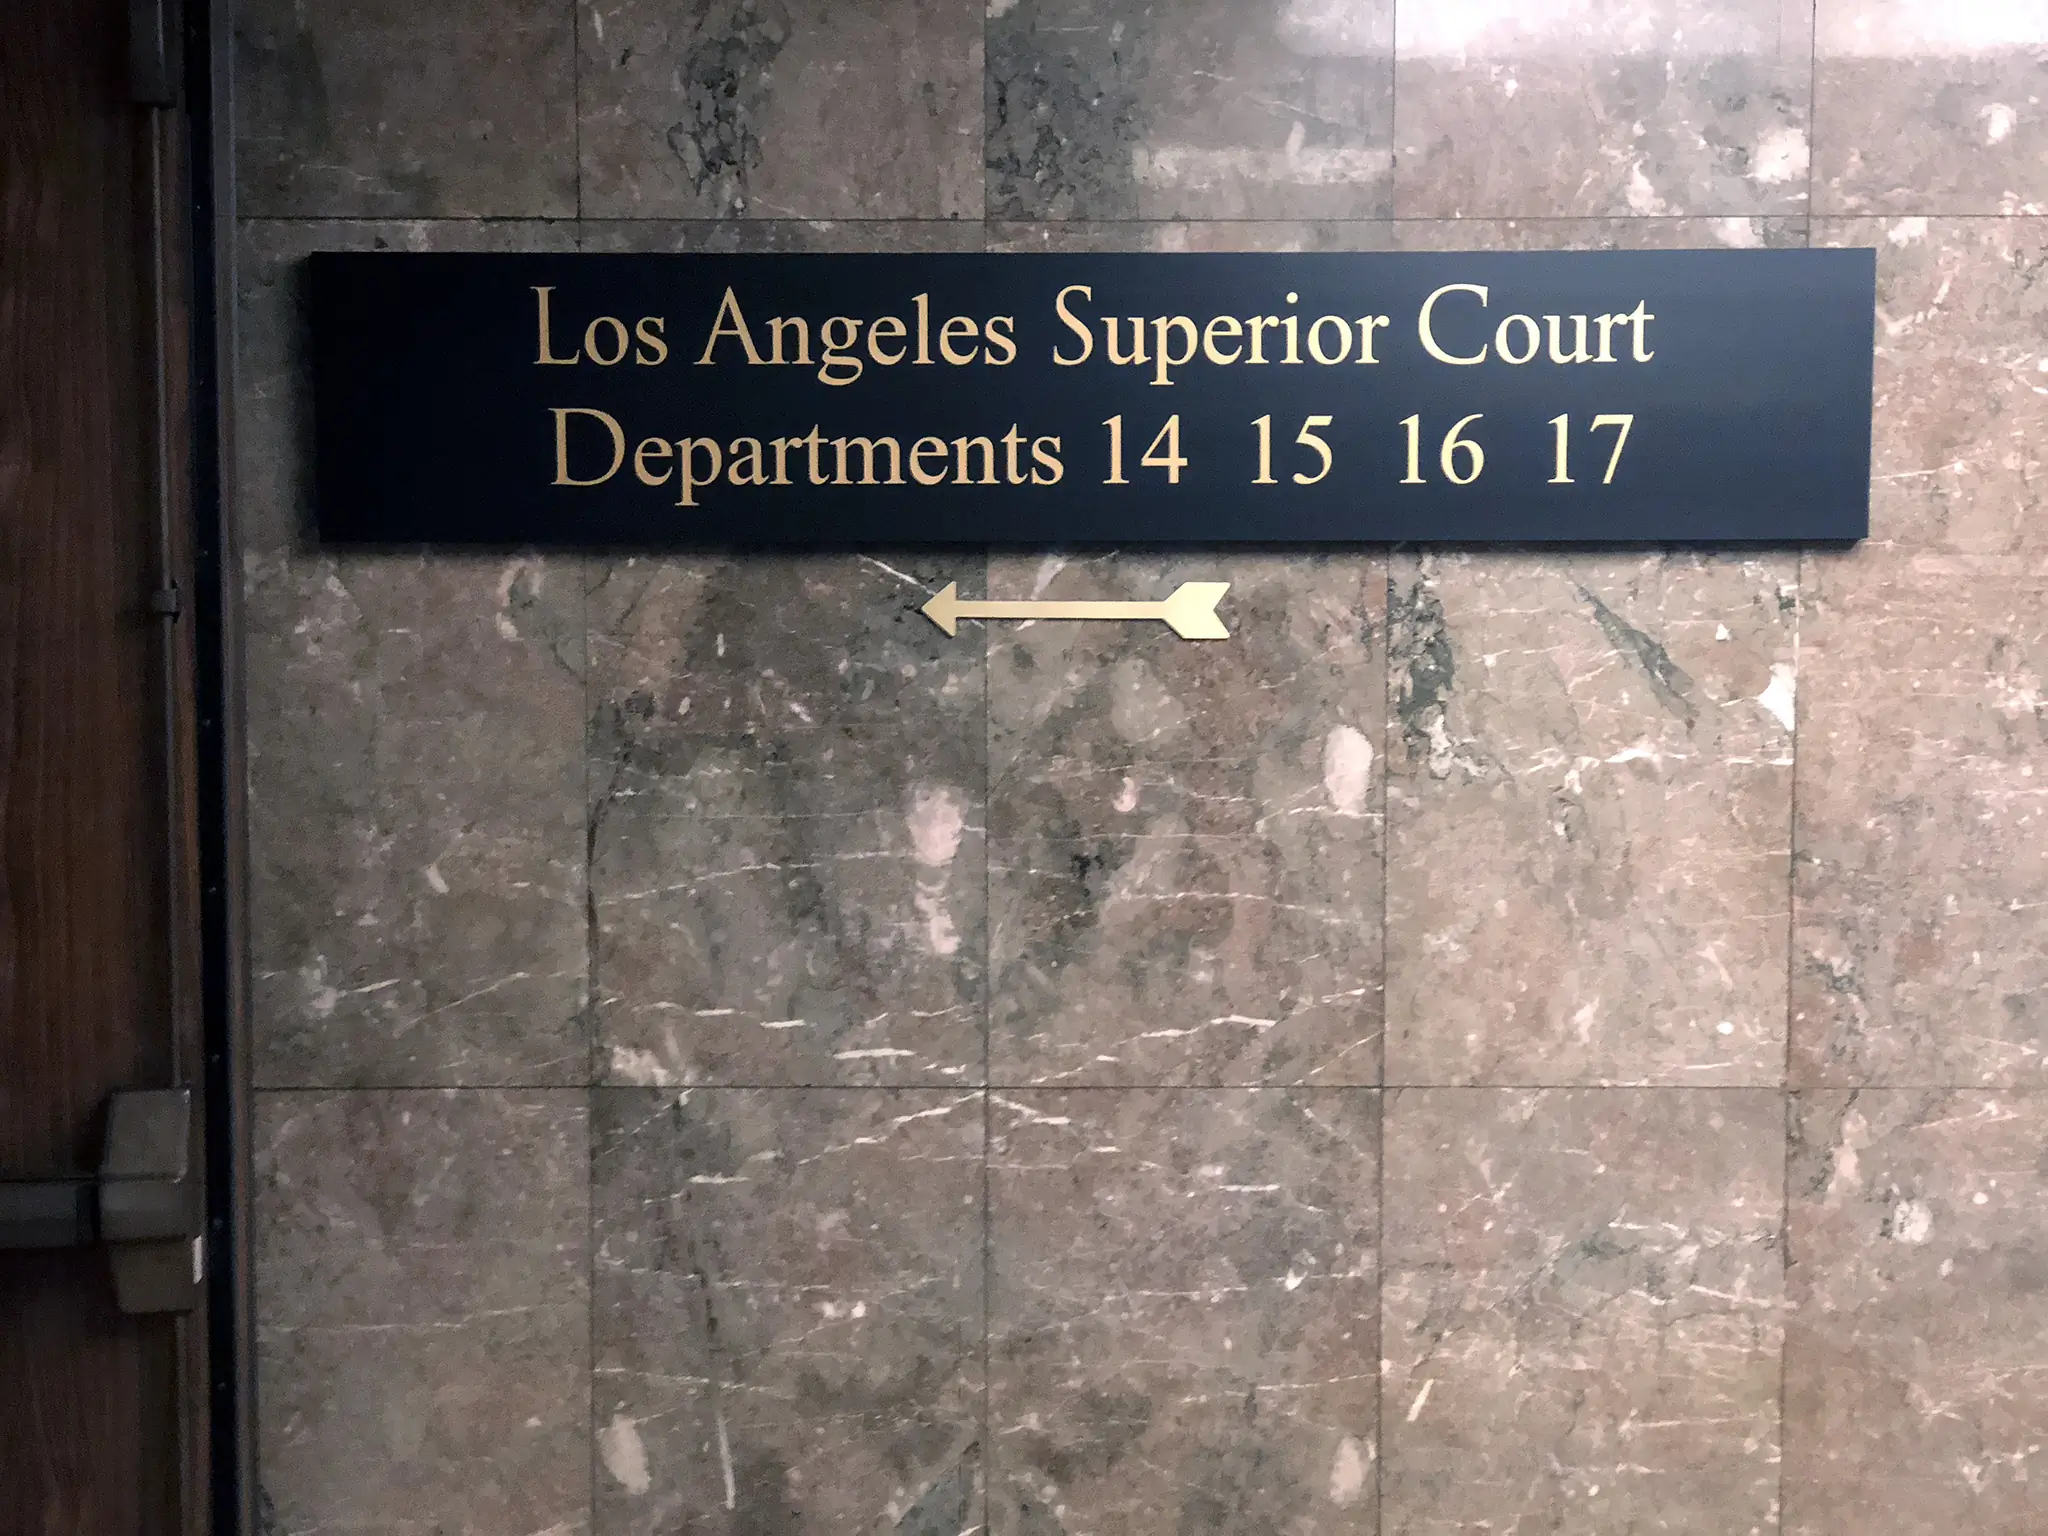 Los Angeles Superior Court
Departments 14 15 16 17